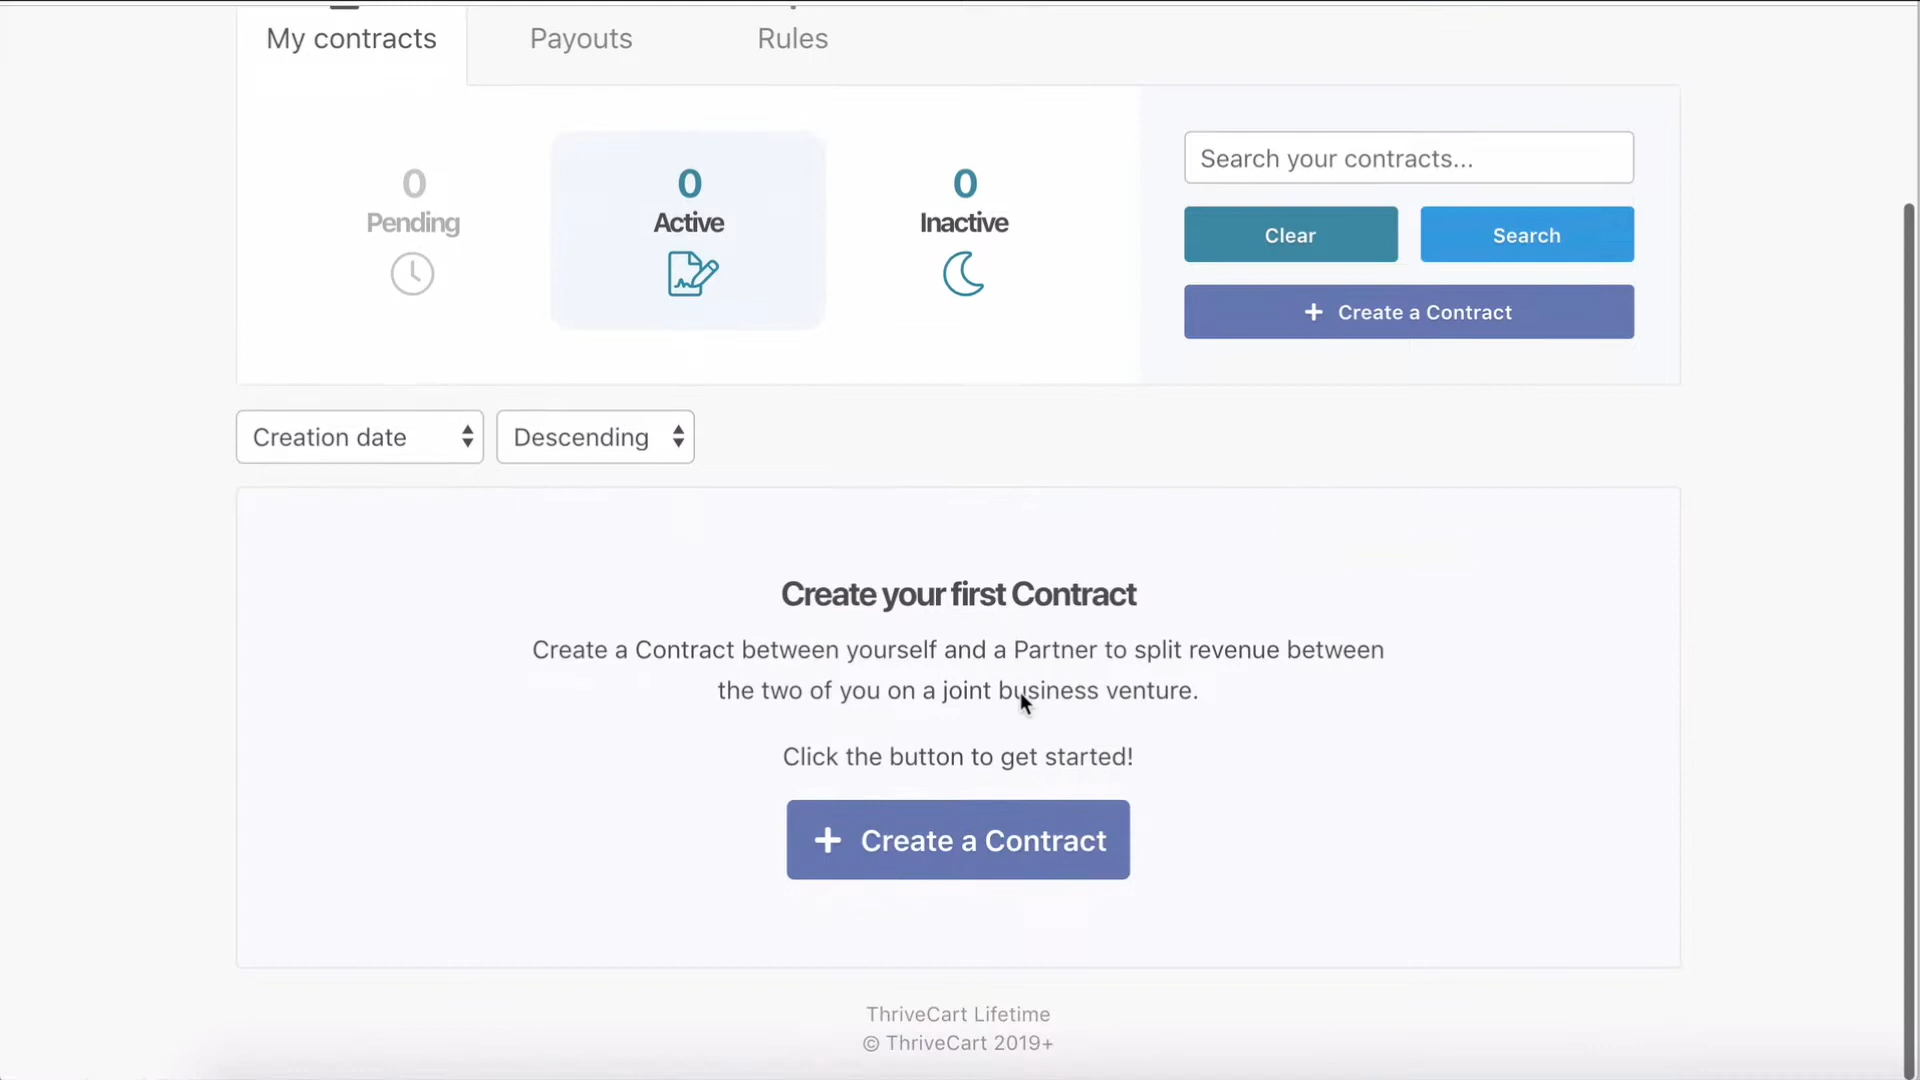 My contracts
Payouts
Rules
0
Pending
0
Active
0
Inactive
Search your contracts...
Clear
Search
+ Create a Contract
Creation date
Descending
Create your first Contract
Create a Contract between yourself and a Partner to split revenue between
the two of you on a joint business venture.
Click the button to get started!
+ Create a Contract
ThriveCart Lifetime
© ThriveCart 2019+